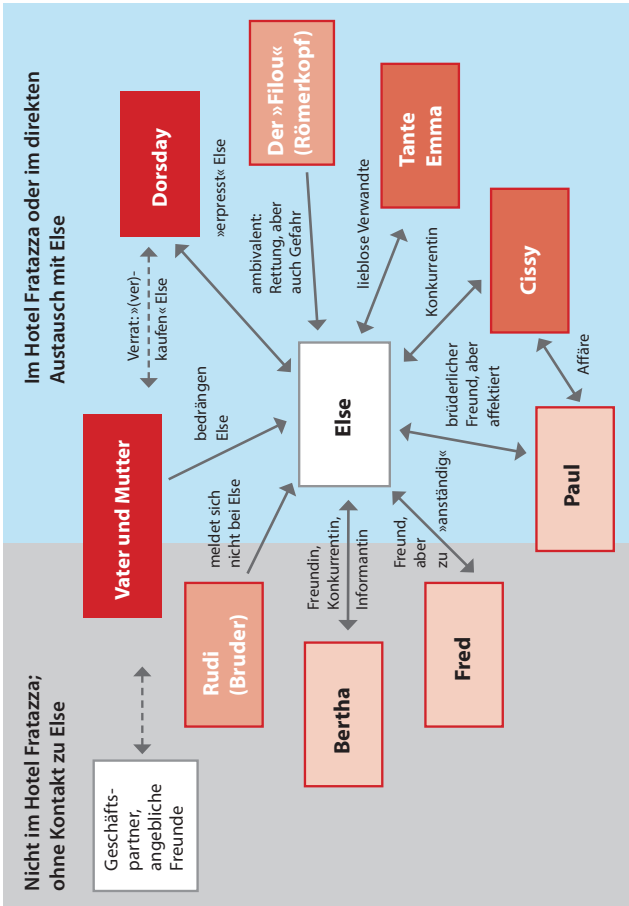 Nicht im Hotel Fratazza;
ohne Kontakt zu Else
Im Hotel Fratazza oder im direkten
Austausch mit Else
Geschäfts-
partner,
angebliche
Freunde
Vater und Mutter
Verrat: »(ver)-
kaufen« Else
Dorsday
Rudi
(Bruder)
meldet sich
nicht bei Else
bedrängen
Else
»erpresst« Else
Der »Filou«
(Römerkopf)
ambivalent:
Rettung, aber
auch Gefahr
Bertha
Freundin,
Konkurrentin,
Informantin
Else
lieblose Verwandte
Tante
Emma
Fred
Freund,
aber
zu »anständig«
brüderlicher
Freund, aber
affektiert
Konkurrentin
Cissy
Paul
Affäre